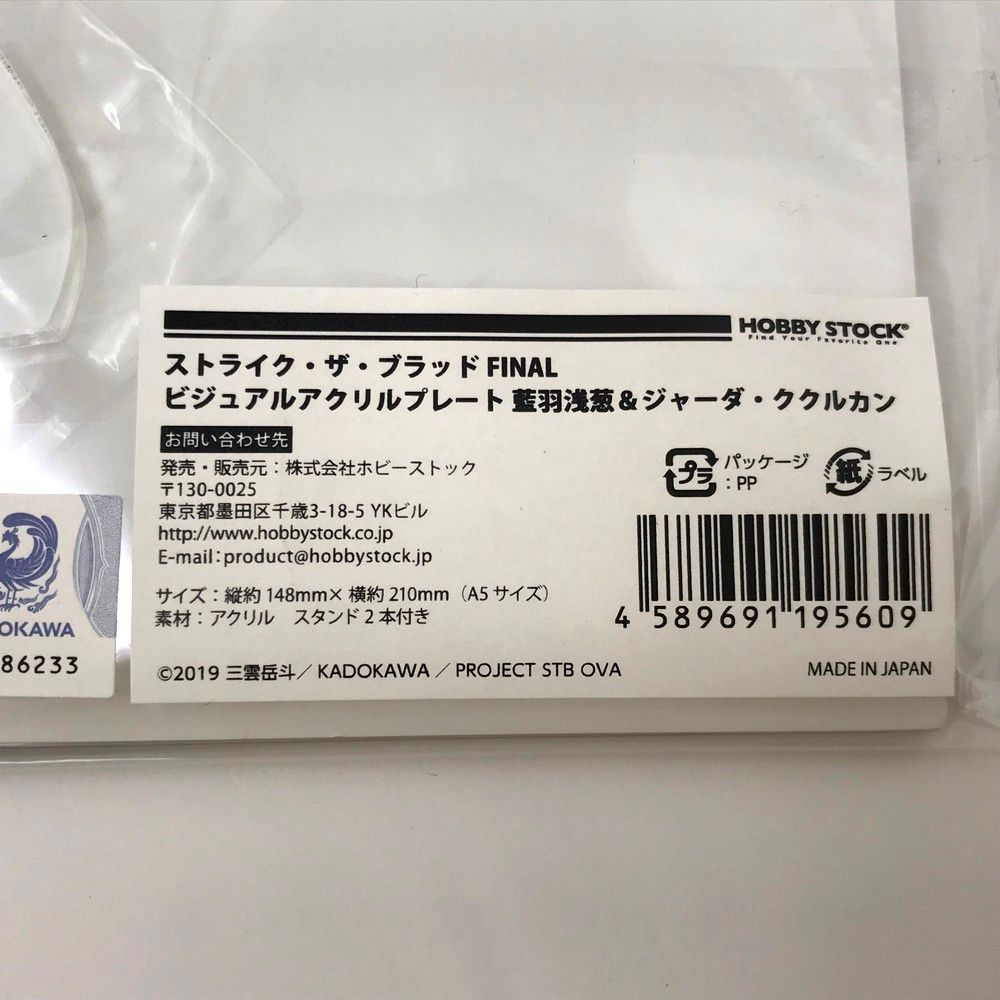 HOBBY STOCK®
Find Your Favorite One
ストライク・ザ・ブラッド FINAL
ビジュアルアクリルプレート 藍羽浅葱&ジャーダ・ククルカン
お問い合わせ先
発売・販売元：株式会社ホビーストック
〒130-0025
東京都墨田区千歳3-18-5 YKビル
http://www.hobbystock.co.jp
E-mail：product@hobbystock.jp
プラ パッケージ：PP
紙 ラベル
サイズ：縦約 148mm× 横約 210mm（A5 サイズ）
素材：アクリル　スタンド 2 本付き
4 589691 195609
©2019 三雲岳斗／ KADOKAWA ／ PROJECT STB OVA
MADE IN JAPAN
OKAWA
86233